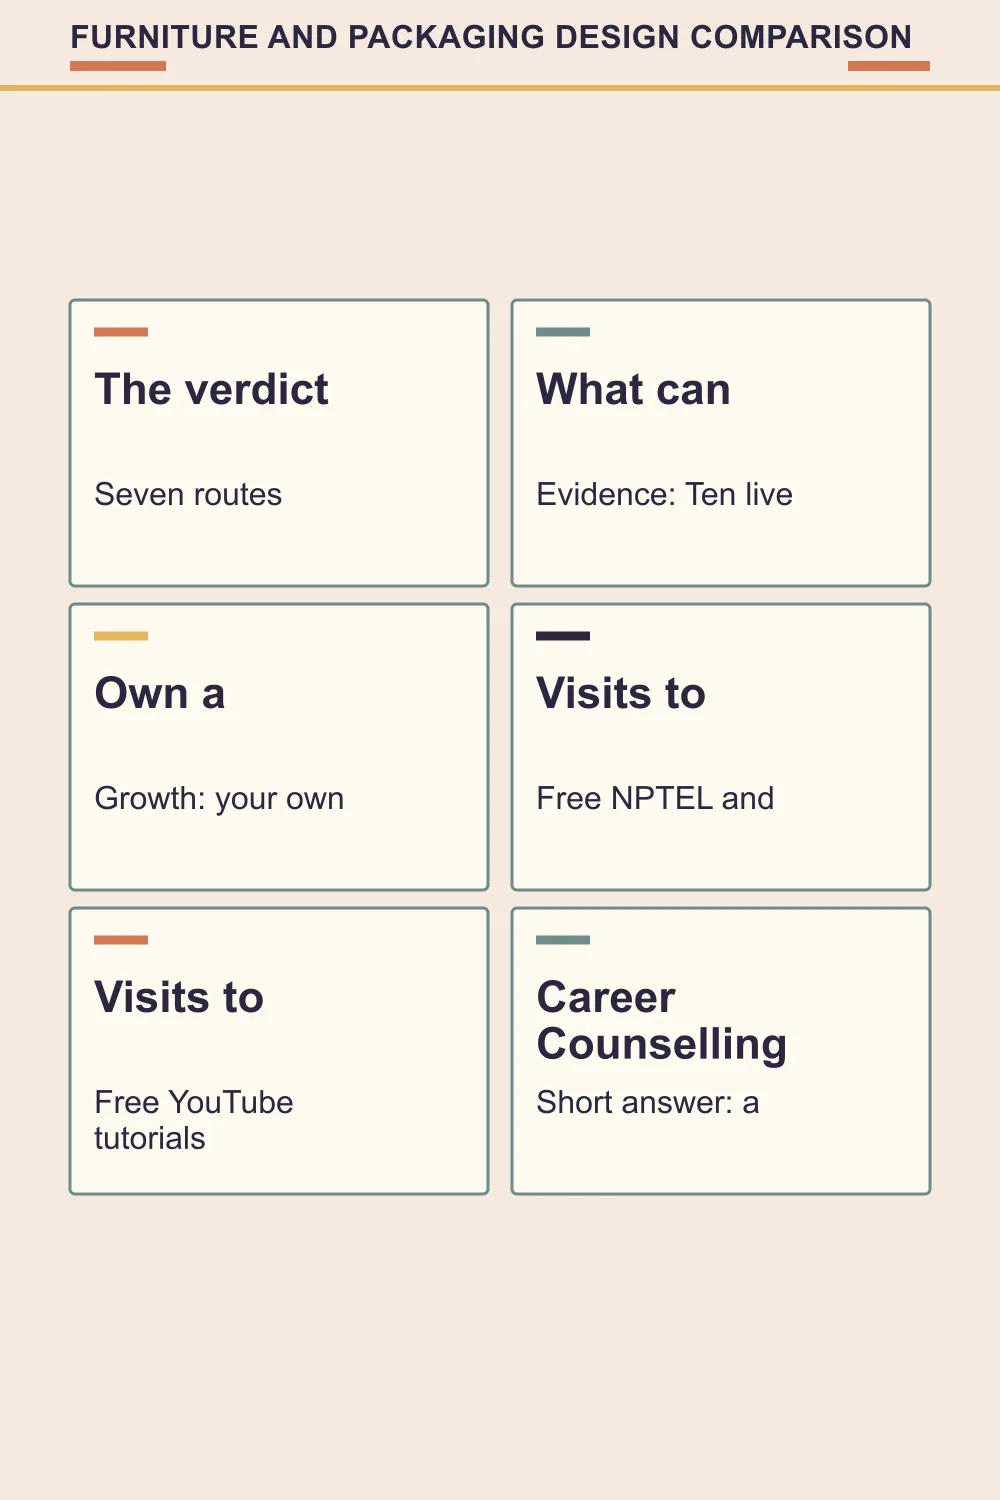 FURNITURE AND PACKAGING DESIGN COMPARISON
The verdict
Seven routes
What can
Evidence: Ten live
Own a
Growth: your own
Visits to
Free NPTEL and
Visits to
Free YouTube
tutorials
Career
Counselling
Short answer: a